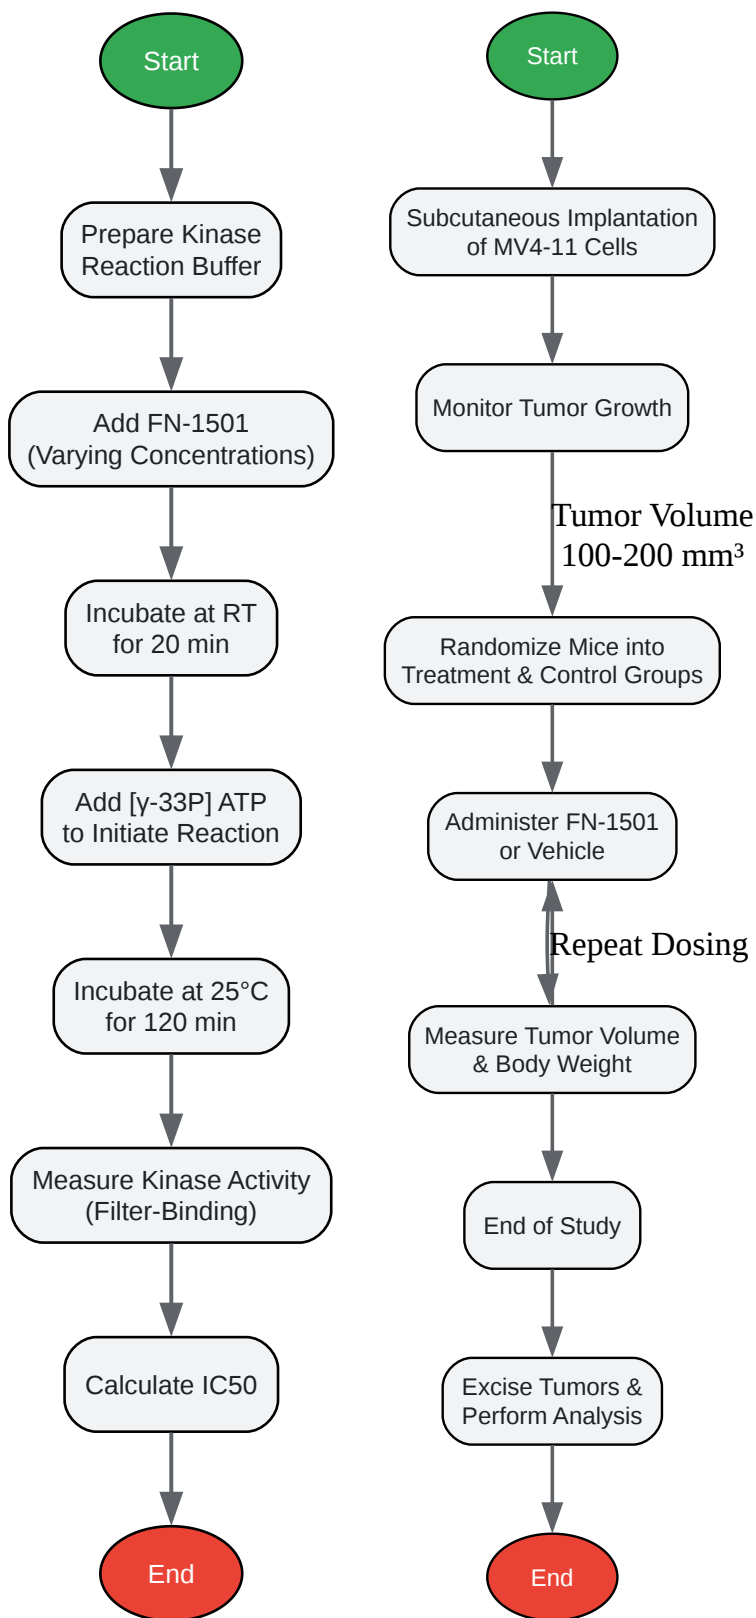 Start
Prepare Kinase
Reaction Buffer
Add FN-1501
(Varying Concentrations)
Incubate at RT
for 20 min
Add [γ-33P] ATP
to Initiate Reaction
Incubate at 25°C
for 120 min
Measure Kinase Activity
(Filter-Binding)
Calculate IC50
End
Start
Subcutaneous Implantation
of MV4-11 Cells
Monitor Tumor Growth
Tumor Volume
100-200 mm³
Randomize Mice into
Treatment & Control Groups
Administer FN-1501
or Vehicle
Repeat Dosing
Measure Tumor Volume
& Body Weight
End of Study
Excise Tumors &
Perform Analysis
End